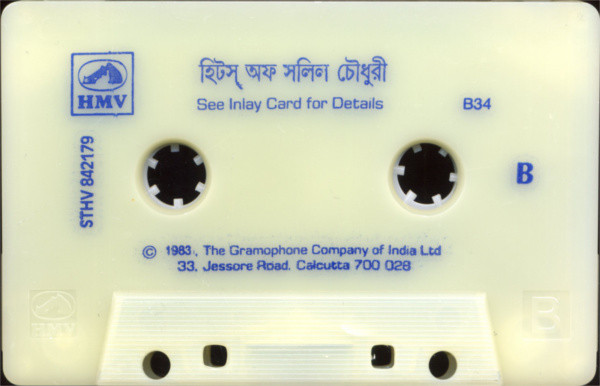 হিটস্ অফ সলিল চৌধুরী
HMV
See Inlay Card for Details
B34
STHV 842179
B
© 1983, The Gramophone Company of India Ltd
33, Jessore Road, Calcutta 700 028
HMV
B